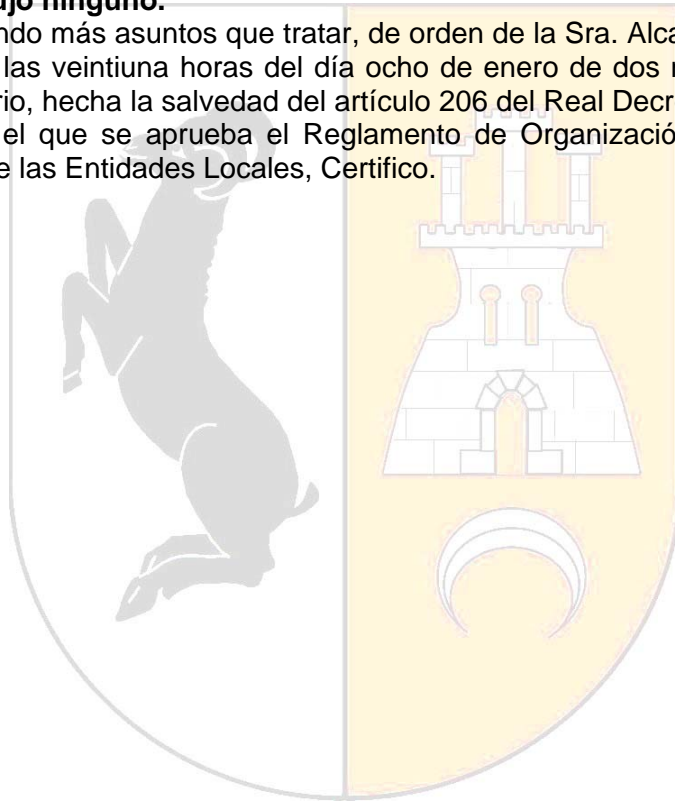 ujo ninguno.
ndo más asuntos que tratar, de orden de la Sra. Alca
las veintiuna horas del día ocho de enero de dos
rio, hecha la salvedad del artículo 206 del Real Decr
el que se aprueba el Reglamento de Organizació
e las Entidades Locales, Certifico.